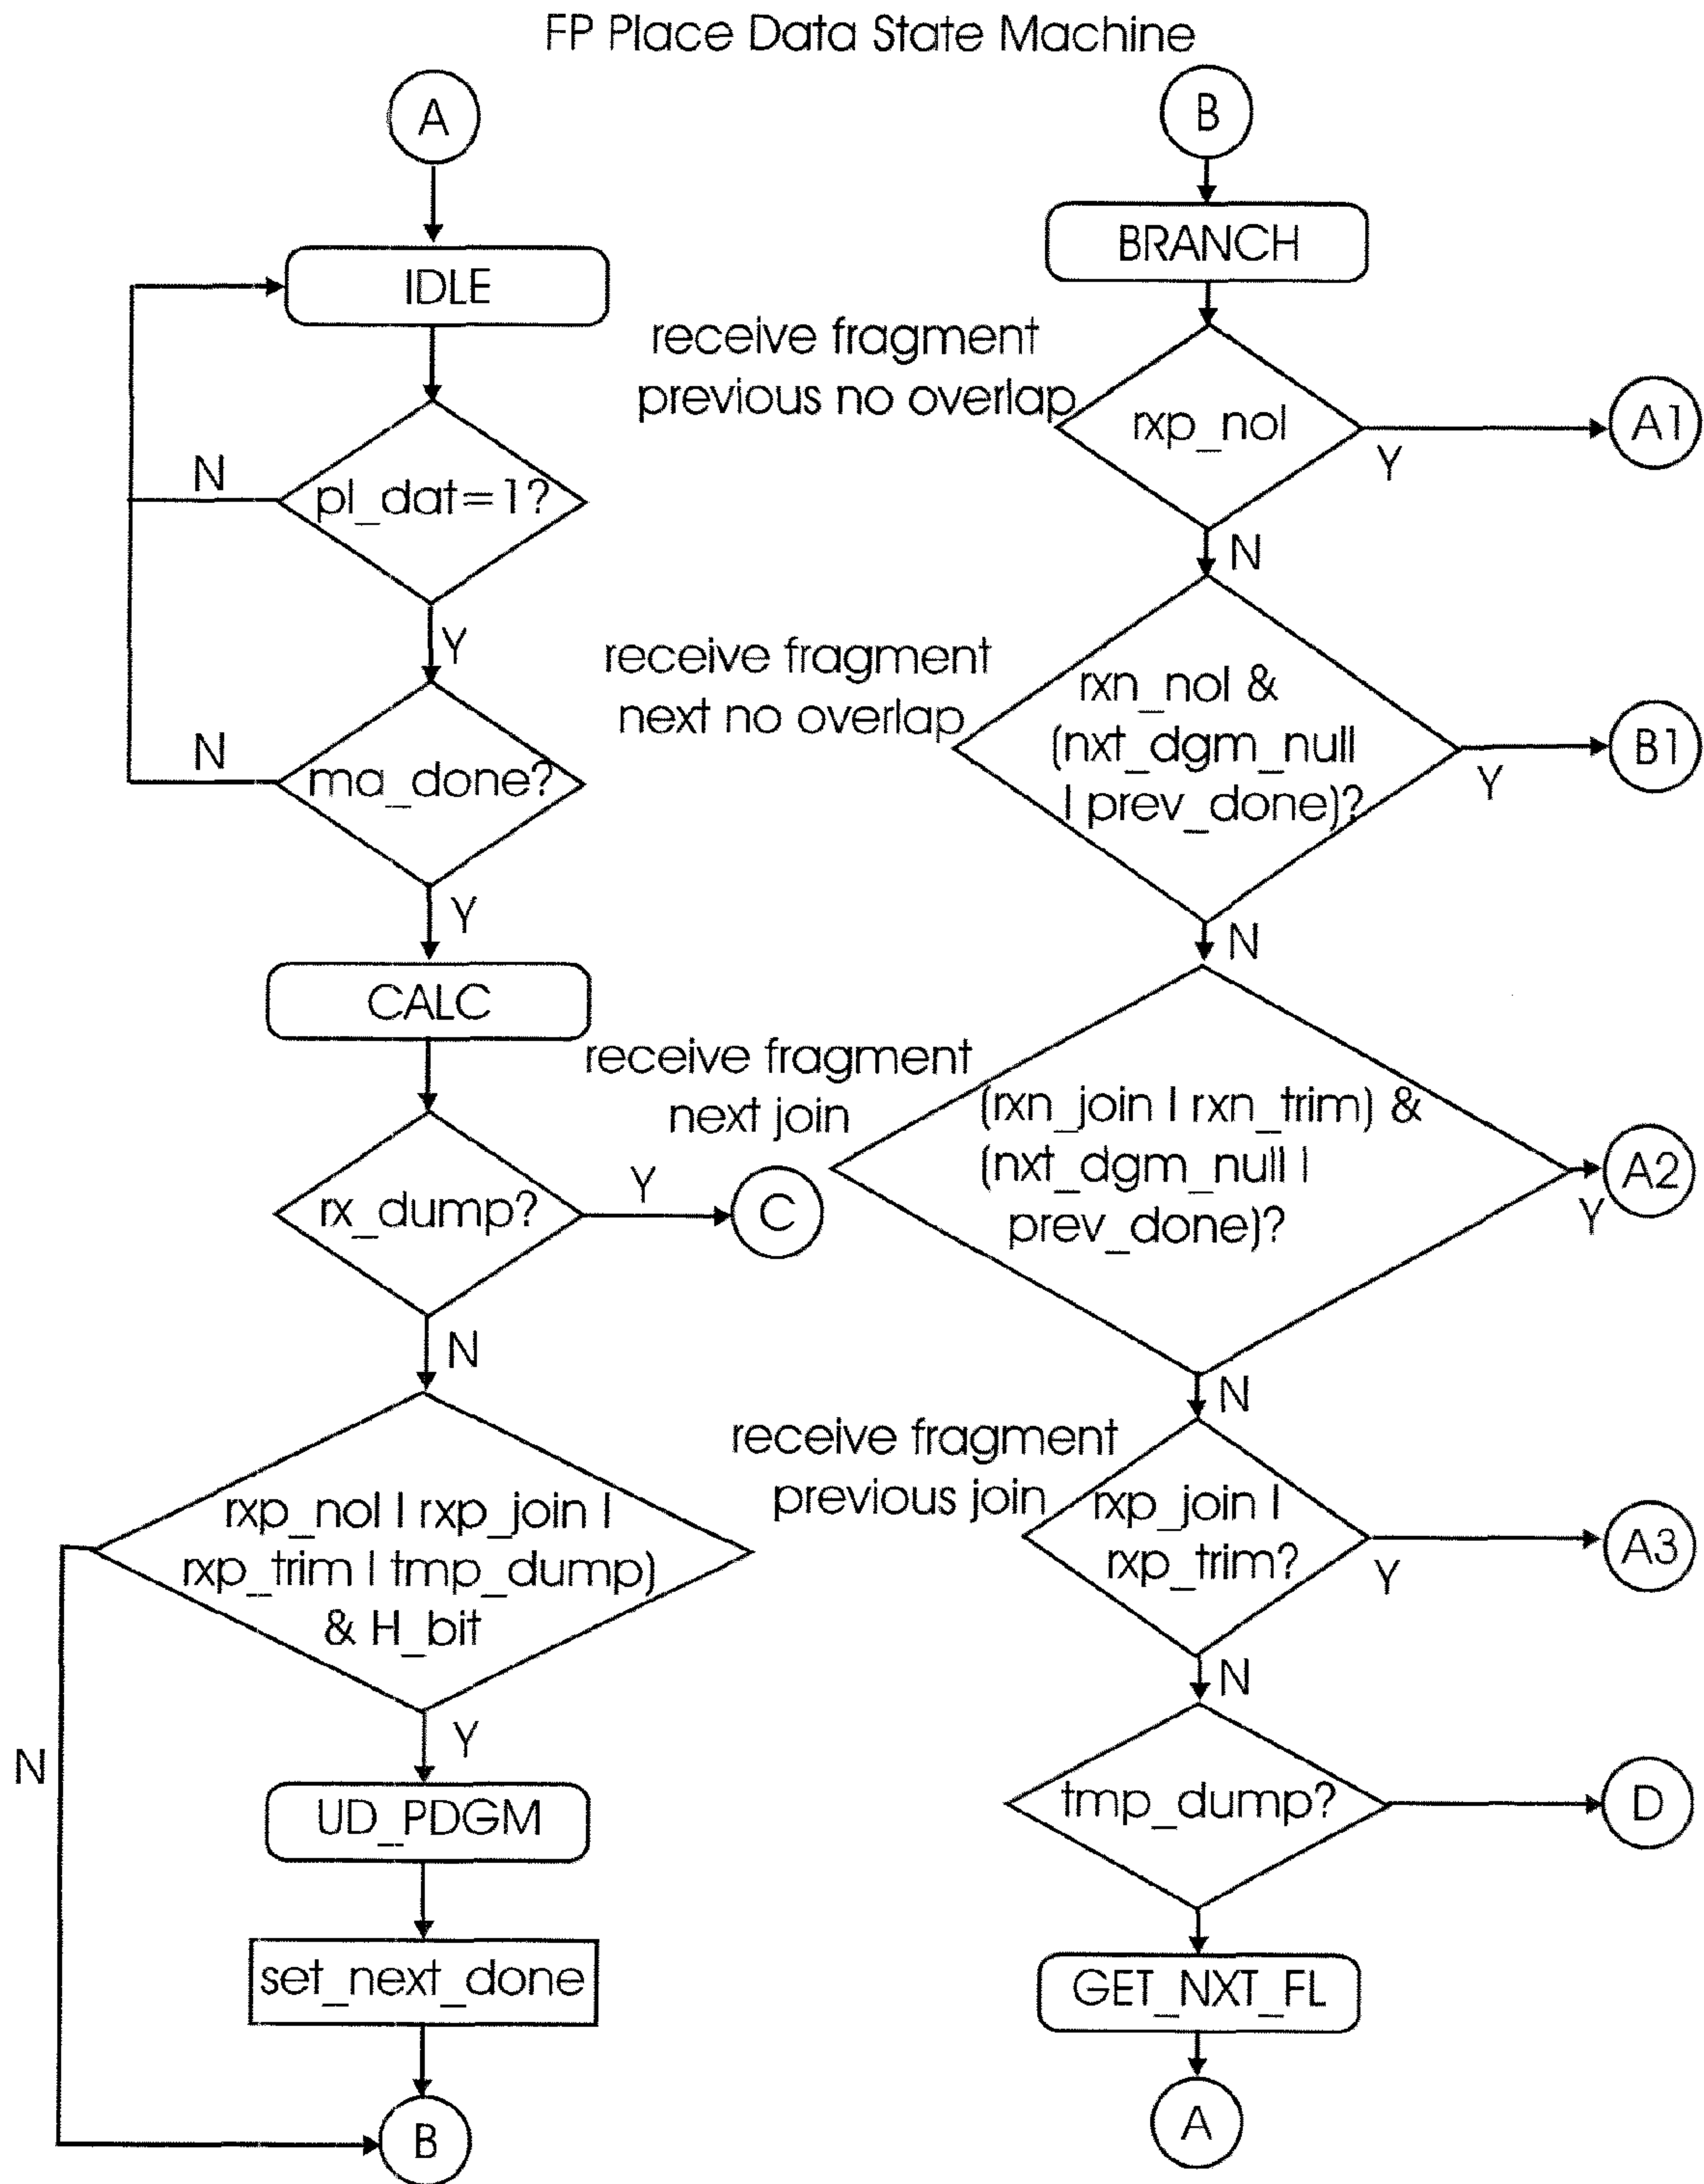 FP Place Data State Machine
A
IDLE
pl_dat=1?
N
Y
ma_done?
N
Y
CALC
rx_dump?
Y
C
N
rxp_nol | rxp_join |
rxp_trim | tmp_dump)
& H_bit
N
Y
UD_PDGM
set_next_done
B
B
BRANCH
receive fragment
previous no overlap
rxp_nol
Y
A1
N
receive fragment
next no overlap
rxn_nol &
(nxt_dgm_null
| prev_done)?
Y
B1
N
receive fragment
next join
(rxn_join | rxn_trim) &
(nxt_dgm_null |
prev_done)?
Y
A2
N
receive fragment
previous join
rxp_join |
rxp_trim?
Y
A3
N
tmp_dump?
D
GET_NXT_FL
A